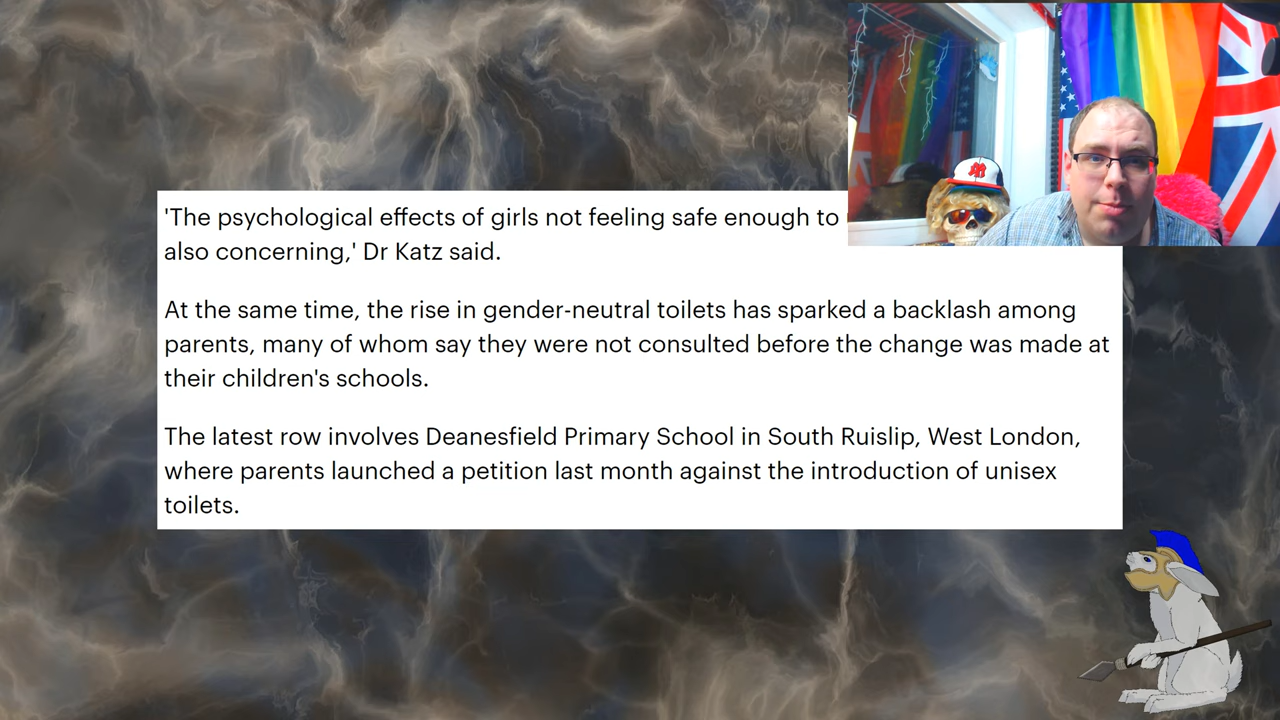 'The psychological effects of girls not feeling safe enough to
also concerning,' Dr Katz said.
At the same time, the rise in gender-neutral toilets has sparked a backlash among
parents, many of whom say they were not consulted before the change was made at
their children's schools.
The latest row involves Deanesfield Primary School in South Ruislip, West London,
where parents launched a petition last month against the introduction of unisex
toilets.